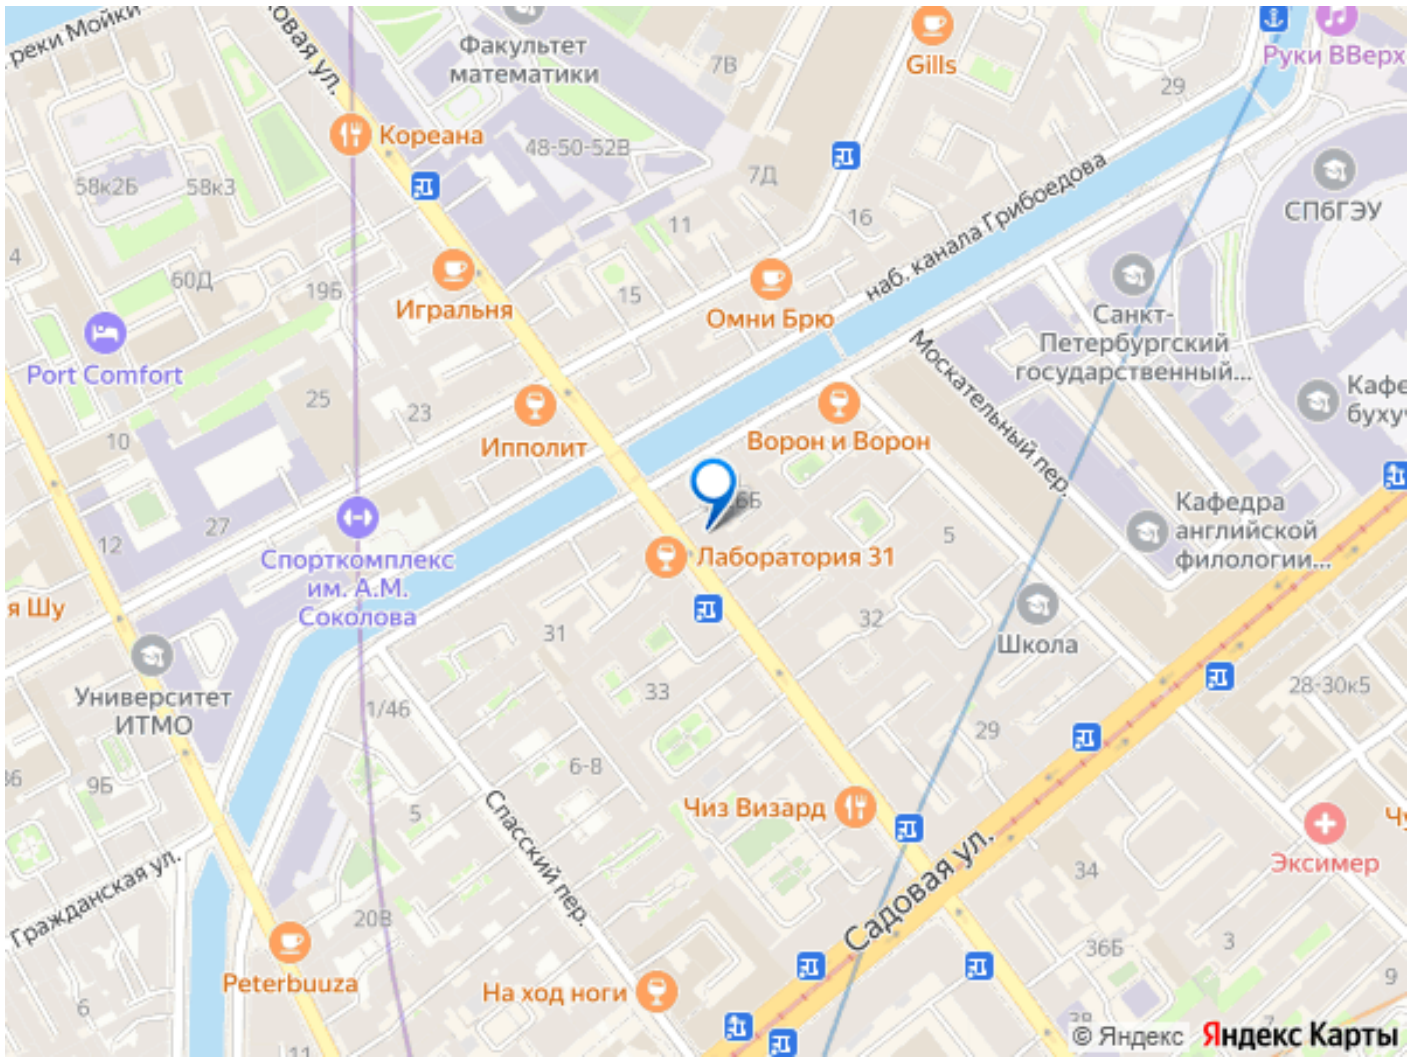 реки Мойки
овая ул.
Факультет
математики
7В
Gills
Руки ВВерх
29
Кореана
48-50-52В
58к2Б
58к3
7Д
наб. канала Грибоедова
СПбГЭУ
11
16
4
60Д
19Б
Игральня
15
Омни Брю
Санкт-
Петербургский
государственный...
Port Comfort
Москательный пер.
Кафе
бухуч
25
23
10
Ипполит
Ворон и Ворон
6Б
27
12
5
Кафедра
английской
филологии...
Спорткомплекс
им. А.М.
Соколова
Лаборатория 31
я Шу
31
32
Школа
Университет
ИТМО
33
1/46
28-30к5
29
36
9Б
6-8
5
Чиз Визард
Спасский пер.
Садовая ул.
Эксимер
Гражданская ул.
34
20В
Peterbuuza
На ход ноги
36Б
3
9
6
38
7
11
© Яндекс
Яндекс Карты